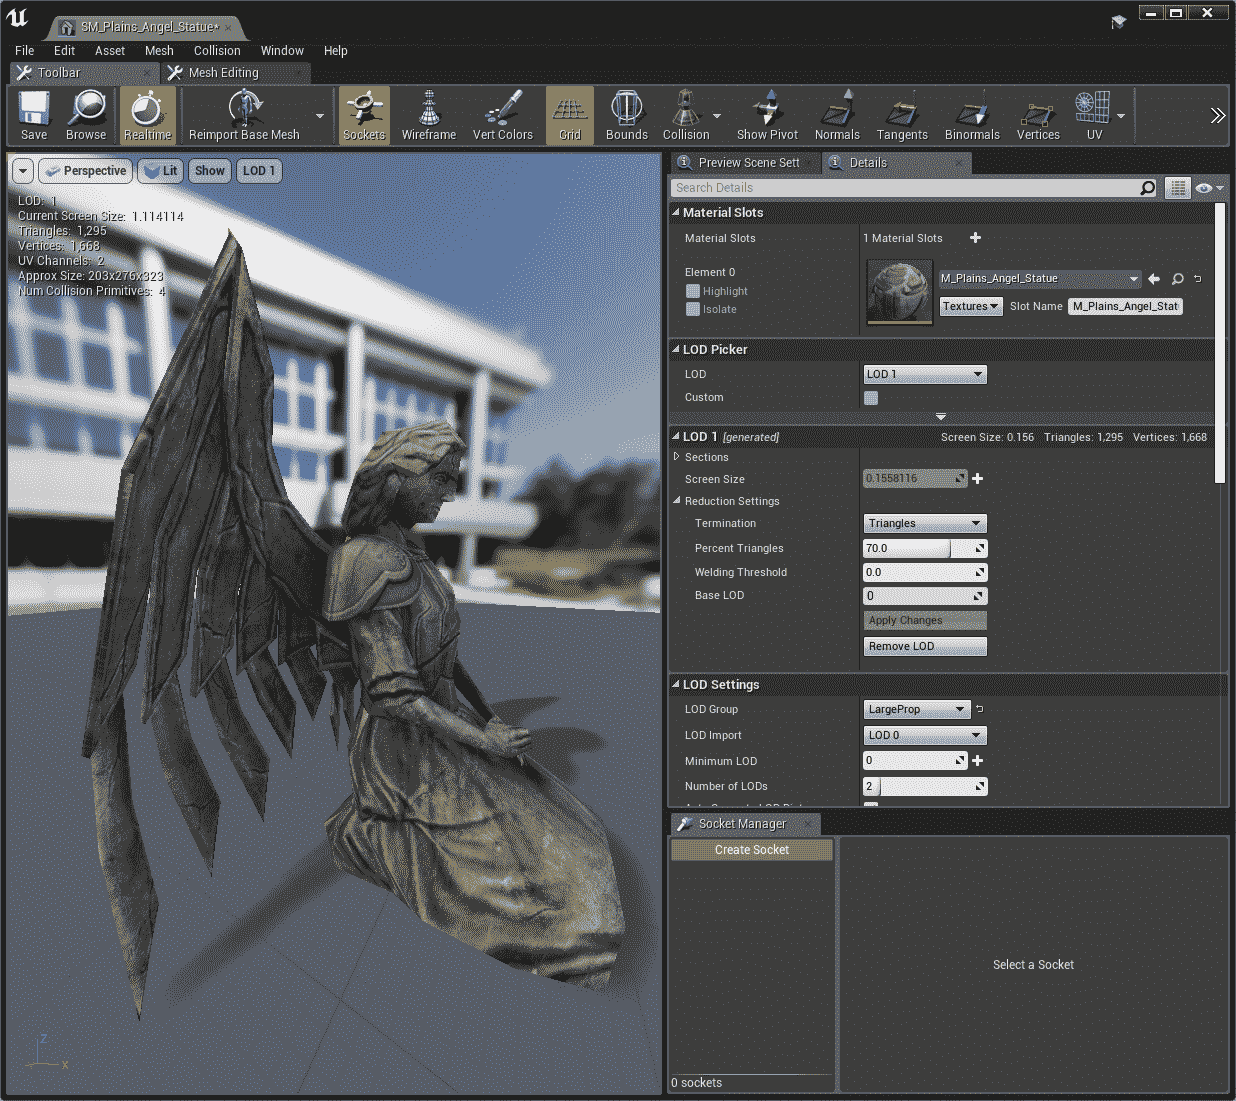 SM_Plains_Angel_Statue*
File Edit Asset Mesh Collision Window Help
Toolbar Mesh Editing
Save Browse Realtime Reimport Base Mesh Sockets Wireframe Vert Colors Grid Bounds Collision Show Pivot Normals Tangents Binormals Vertices UV
Perspective Lit Show LOD 1
LOD: 1
Current Screen Size: 1.114114
Triangles: 1,295
Vertices: 1,668
UV Channels: 2
Approx Size: 203x276x323
Num Collision Primitives: 4
Z
X
Preview Scene Sett Details
Search Details
Material Slots
Material Slots 1 Material Slots
Element 0
Highlight
Isolate
M_Plains_Angel_Statue
Textures Slot Name M_Plains_Angel_Stat
LOD Picker
LOD LOD 1
Custom
LOD 1 [generated] Screen Size: 0.156 Triangles: 1,295 Vertices: 1,668
Sections
Screen Size 0.1558116
Reduction Settings
Termination Triangles
Percent Triangles 70.0
Welding Threshold 0.0
Base LOD 0
Apply Changes
Remove LOD
LOD Settings
LOD Group LargeProp
LOD Import LOD 0
Minimum LOD 0
Number of LODs 2
Socket Manager
Create Socket
Select a Socket
0 sockets